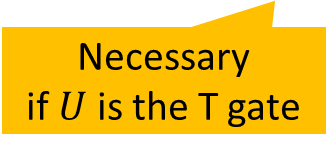 Necessary
if 𝑈 is the T gate